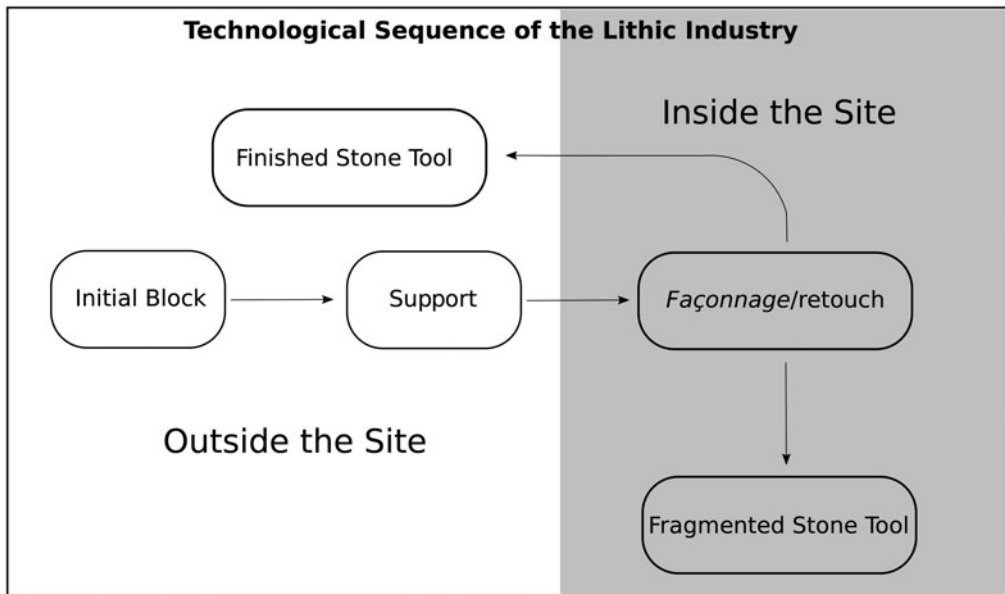 Technological Sequence of the Lithic Industry
Inside the Site
Finished Stone Tool
Initial Block
Support
Façonnage/retouch
Outside the Site
Fragmented Stone Tool